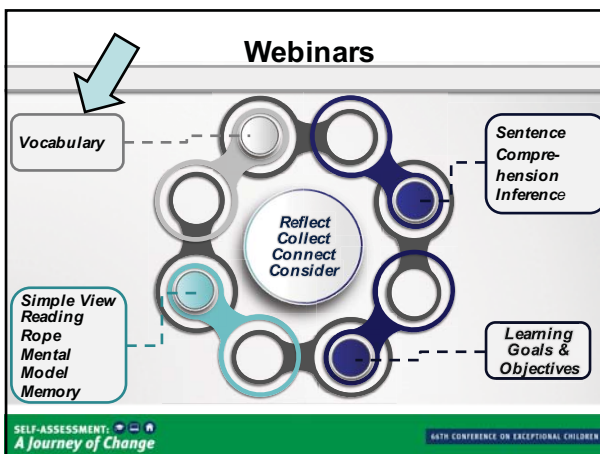 Webinars
Vocabulary
Sentence
Compre-
hension
Inference
Reflect
Collect
Connect
Consider
Simple View
Reading
Rope
Mental
Model
Memory
Learning
Goals &
Objectives
SELF-ASSESSMENT:
A Journey of Change
66TH CONFERENCE ON EXCEPTIONAL CHILDREN